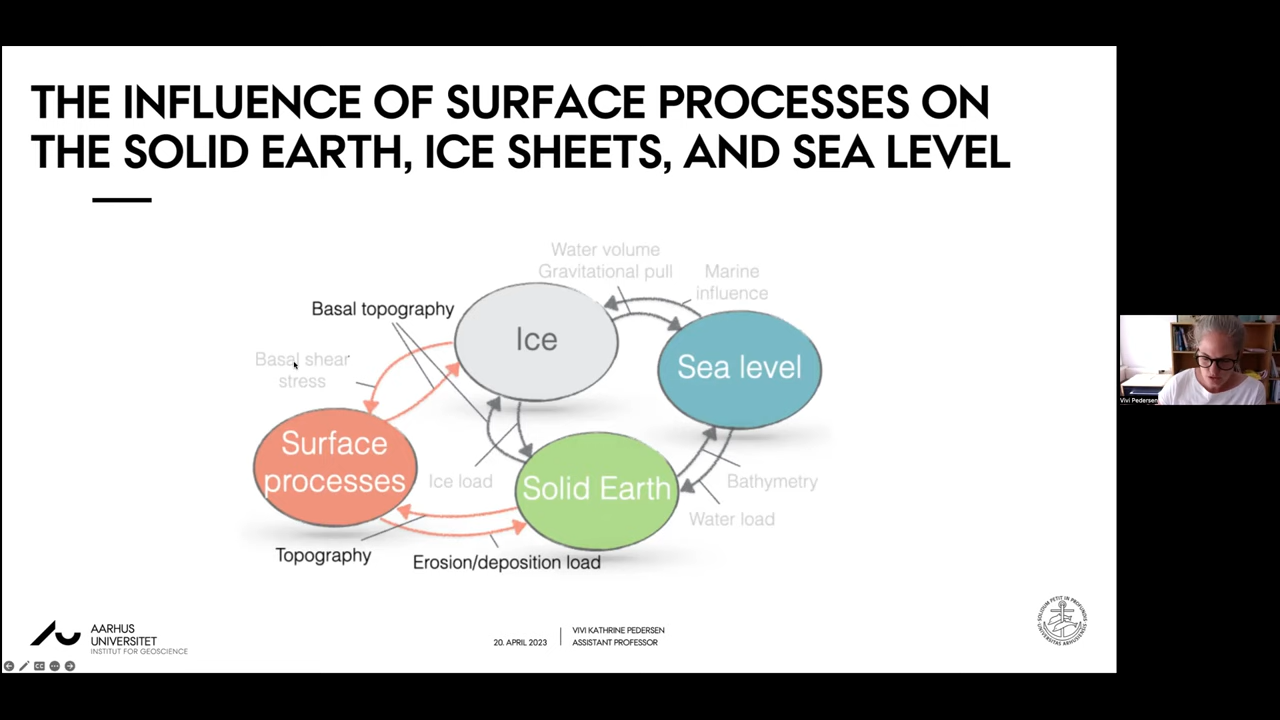 THE INFLUENCE OF SURFACE PROCESSES ON
THE SOLID EARTH, ICE SHEETS, AND SEA LEVEL
Water volume
Gravitational pull
Marine
influence
Basal topography
Ice
Basal shear
stress
Sea level
Surface
processes
Ice load
Solid Earth
Bathymetry
Water load
Topography
Erosion/deposition load
AARHUS
UNIVERSITET
INSTITUT FOR GEOSCIENCE
20. APRIL 2023
VIVI KATHRINE PEDERSEN
ASSISTANT PROFESSOR
Vivi Pedersen